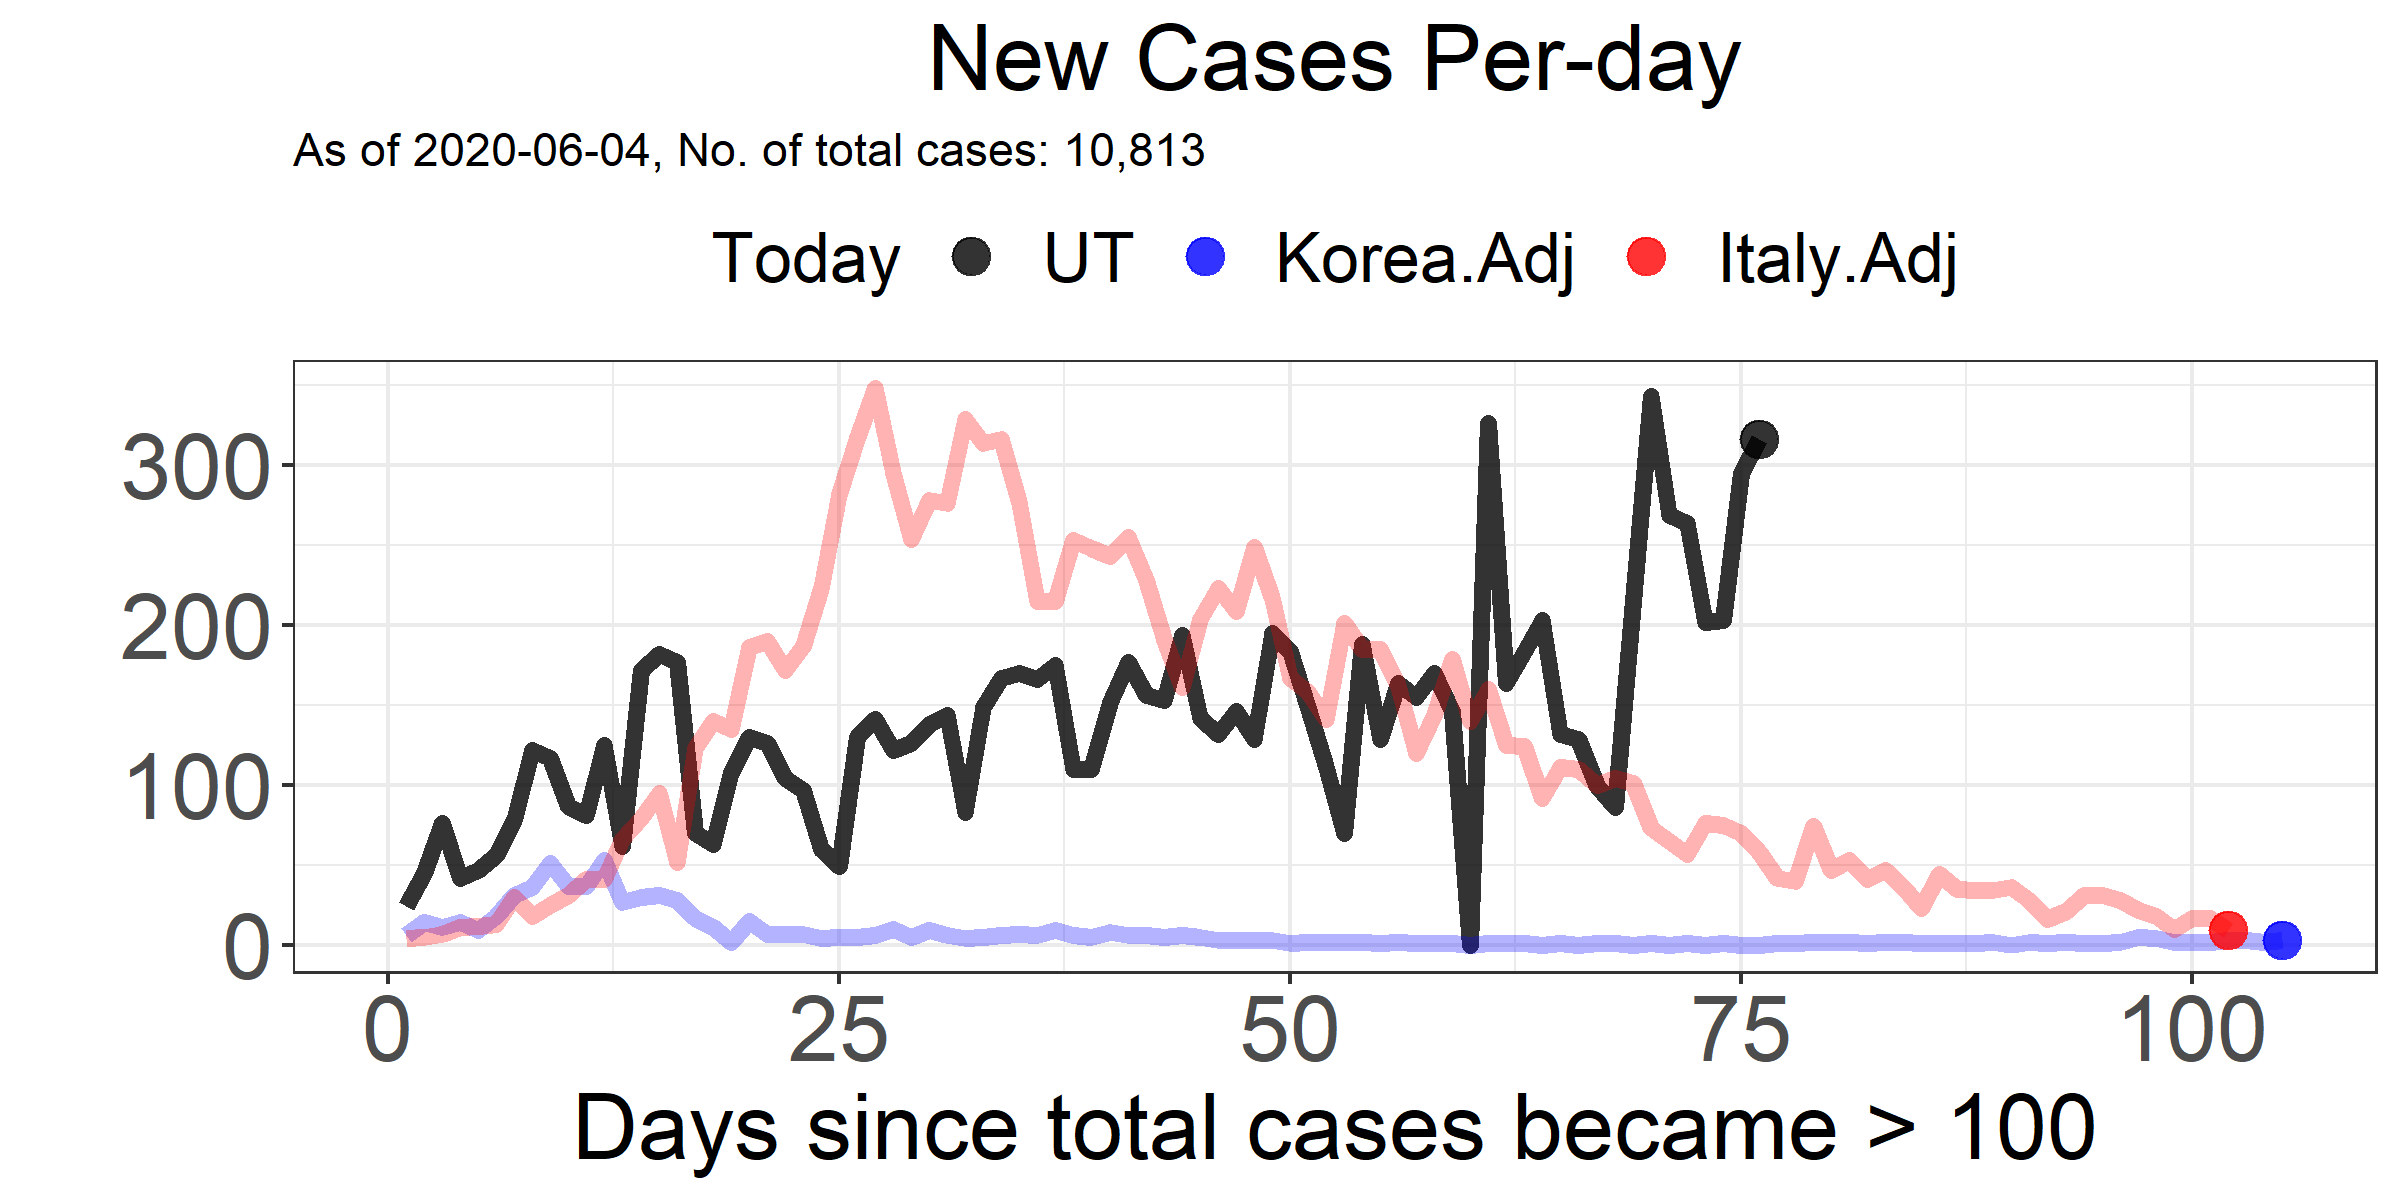 New Cases Per-day
As of 2020-06-04, No. of total cases: 10,813
Today UT Korea.Adj Italy.Adj
300
200
100
0
0 25 50 75 100
Days since total cases became > 100